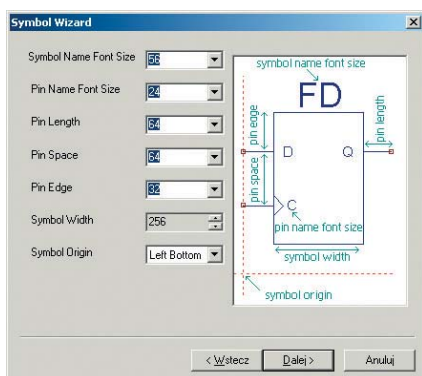 Symbol Wizard
Symbol Name Font Size 56
Pin Name Font Size 24
Pin Length 64
Pin Space 64
Pin Edge 32
Symbol Width 256
Symbol Origin Left Bottom
symbol name font size
FD
pin edge
pin length
D Q
pin space
C
pin name font size
symbol width
symbol origin
< Wstecz Dalej > Anuluj